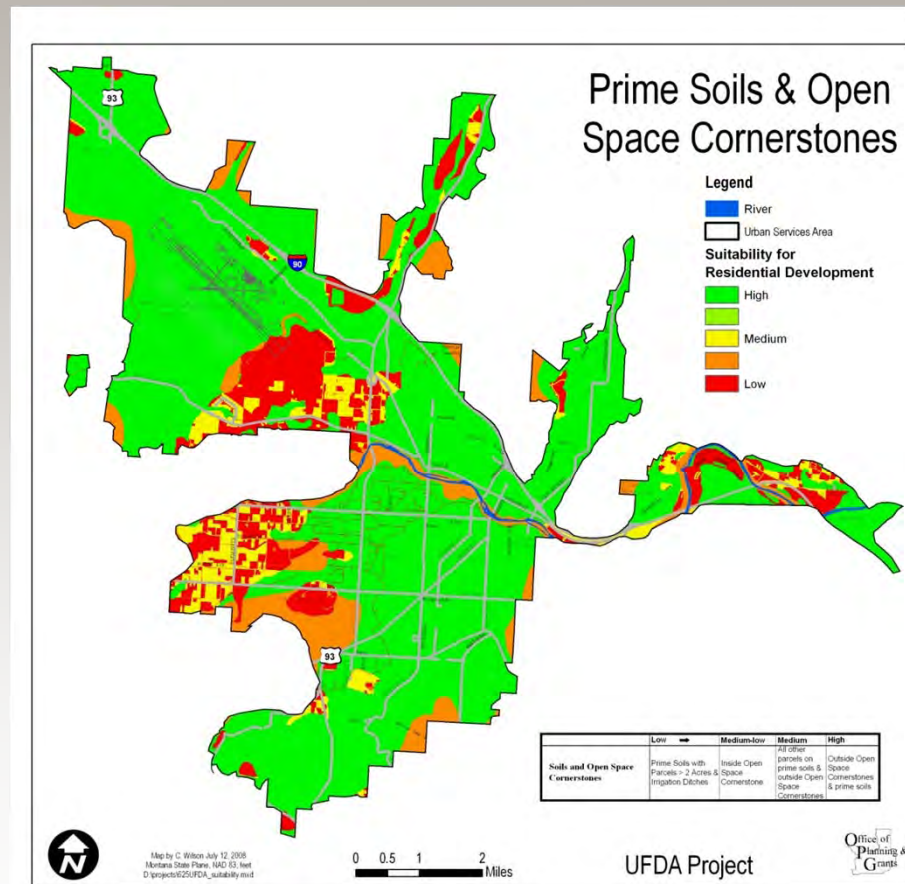 Prime Soils & Open
Space Cornerstones
Legend
River
Urban Services Area
Suitability for
Residential Development
High
Medium
Low
93
90
93
Low → Medium-low Medium High
Soils and Open Space
Cornerstones
Prime Soils with
Parcels > 2 Acres &
Irrigation Ditches
Inside Open
Space
Cornerstone
All other
parcels on
prime soils &
outside Open
Space
Cornerstones
Outside Open
Space
Cornerstones
& prime soils
Map by C. Wilson July 12, 2008
Montana State Plane, NAD 83, feet
D:\projects\625UFDA_suitability.mxd
0 0.5 1 2
Miles
UFDA Project
Office of
Planning &
Grants
N